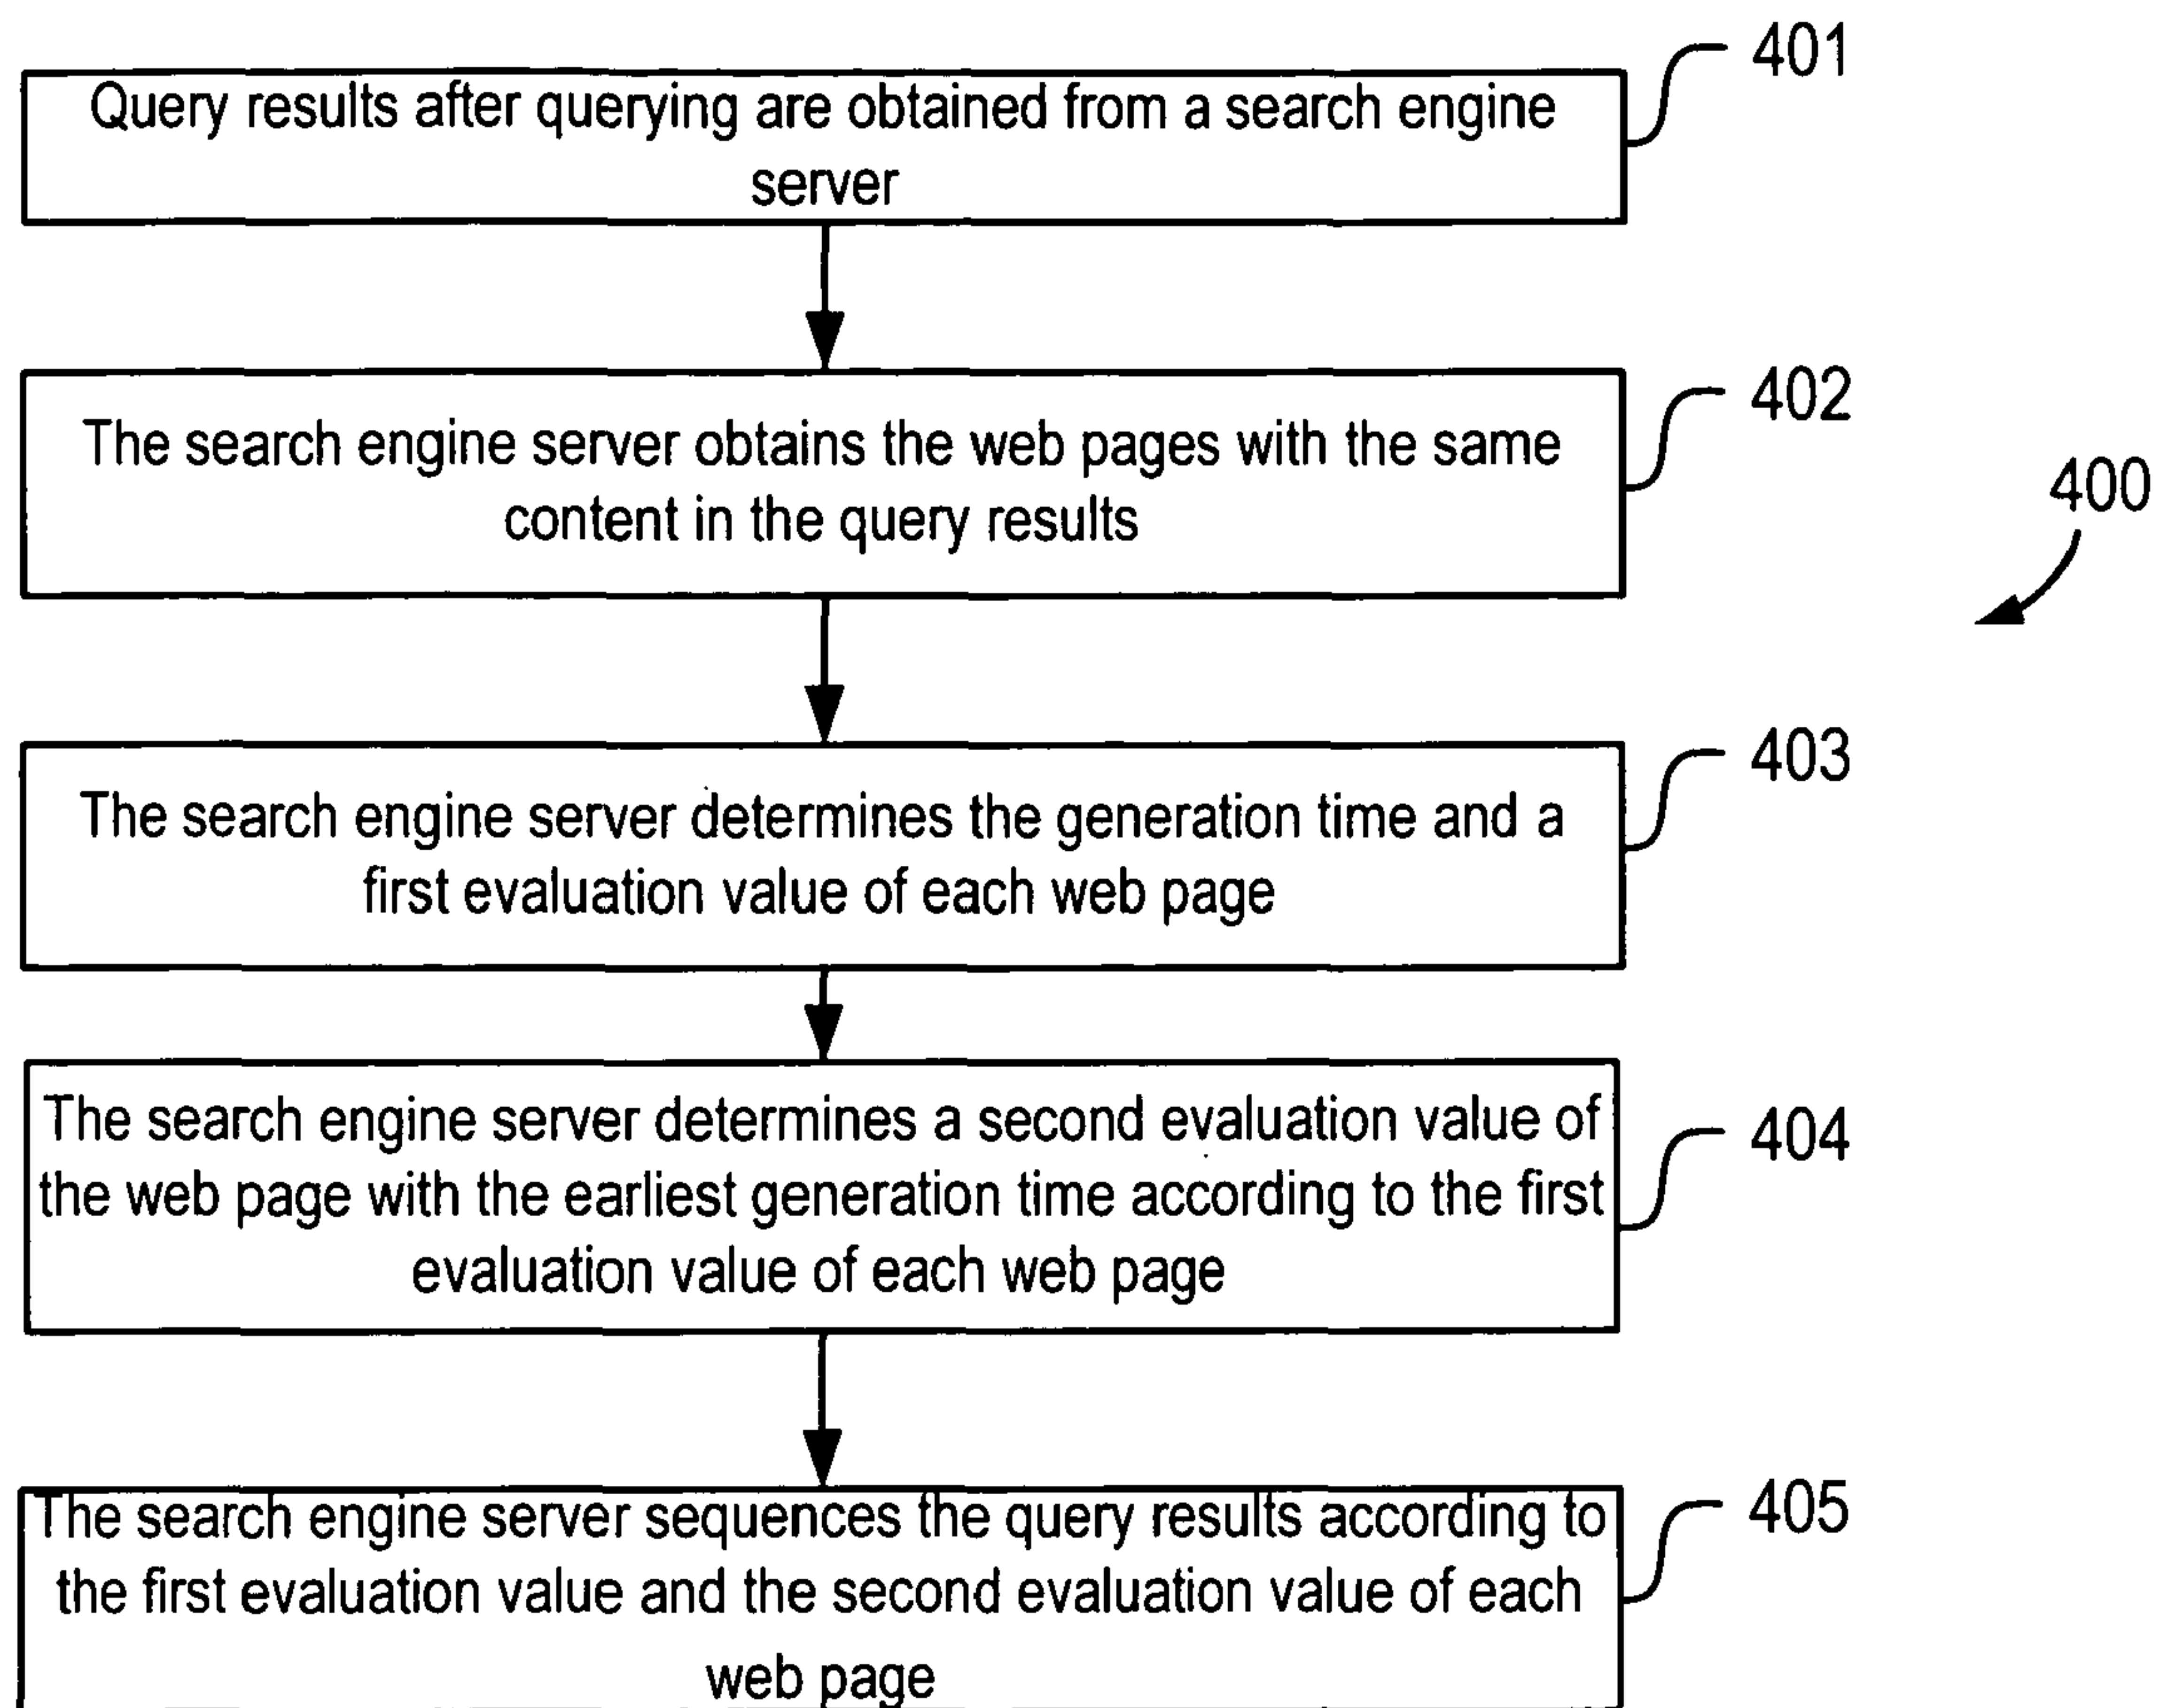 401
Query results after querying are obtained from a search engine
server
402
The search engine server obtains the web pages with the same
content in the query results
400
403
The search engine server determines the generation time and a
first evaluation value of each web page
404
The search engine server determines a second evaluation value of
the web page with the earliest generation time according to the first
evaluation value of each web page
405
The search engine server sequences the query results according to
the first evaluation value and the second evaluation value of each
web page